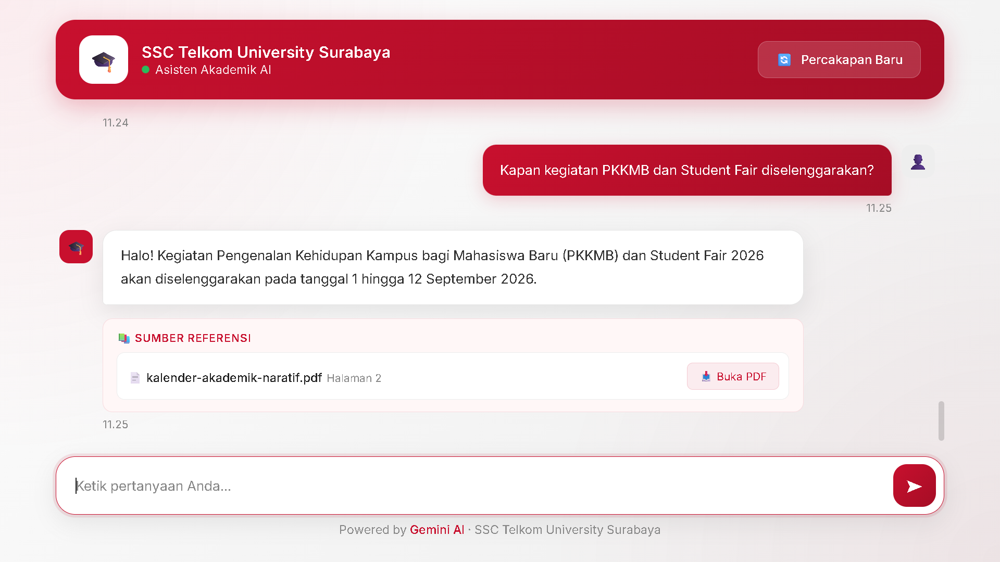 SSC Telkom University Surabaya
Asisten Akademik AI
Percakapan Baru
11.24
Kapan kegiatan PKKMB dan Student Fair diselenggarakan?
11.25
Halo! Kegiatan Pengenalan Kehidupan Kampus bagi Mahasiswa Baru (PKKMB) dan Student Fair 2026
akan diselenggarakan pada tanggal 1 hingga 12 September 2026.
SUMBER REFERENSI
kalender-akademik-naratif.pdf Halaman 2
Buka PDF
11.25
Ketik pertanyaan Anda...
Powered by Gemini AI · SSC Telkom University Surabaya